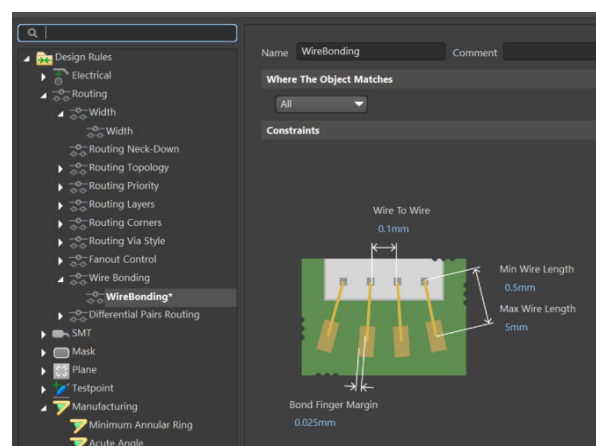 Design Rules
Electrical
Routing
Width
Width
Routing Neck-Down
Routing Topology
Routing Priority
Routing Layers
Routing Corners
Routing Via Style
Fanout Control
Wire Bonding
WireBonding*
Differential Pairs Routing
SMT
Mask
Plane
Testpoint
Manufacturing
Minimum Annular Ring
Acute Angle
Name WireBonding Comment
Where The Object Matches
All
Constraints
Wire To Wire
0.1mm
Min Wire Length
0.5mm
Max Wire Length
5mm
Bond Finger Margin
0.025mm